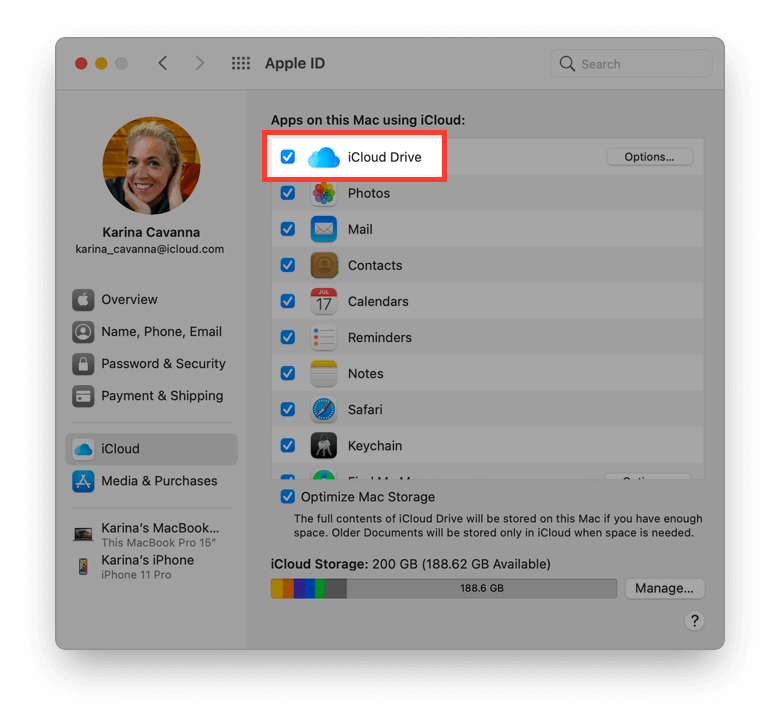 Apple ID
Search
Karina Cavanna
karina_cavanna@icloud.com
Overview
Name, Phone, Email
Password & Security
Payment & Shipping
iCloud
Media & Purchases
Karina's MacBook...
This MacBook Pro 15"
Karina's iPhone
iPhone 11 Pro
Apps on this Mac using iCloud:
iCloud Drive
Options...
Photos
Mail
Contacts
JUL
17
Calendars
Reminders
Notes
Safari
Keychain
Optimize Mac Storage
The full contents of iCloud Drive will be stored on this Mac if you have enough
space. Older Documents will be stored only in iCloud when space is needed.
iCloud Storage: 200 GB (188.62 GB Available)
188.6 GB
Manage...
?